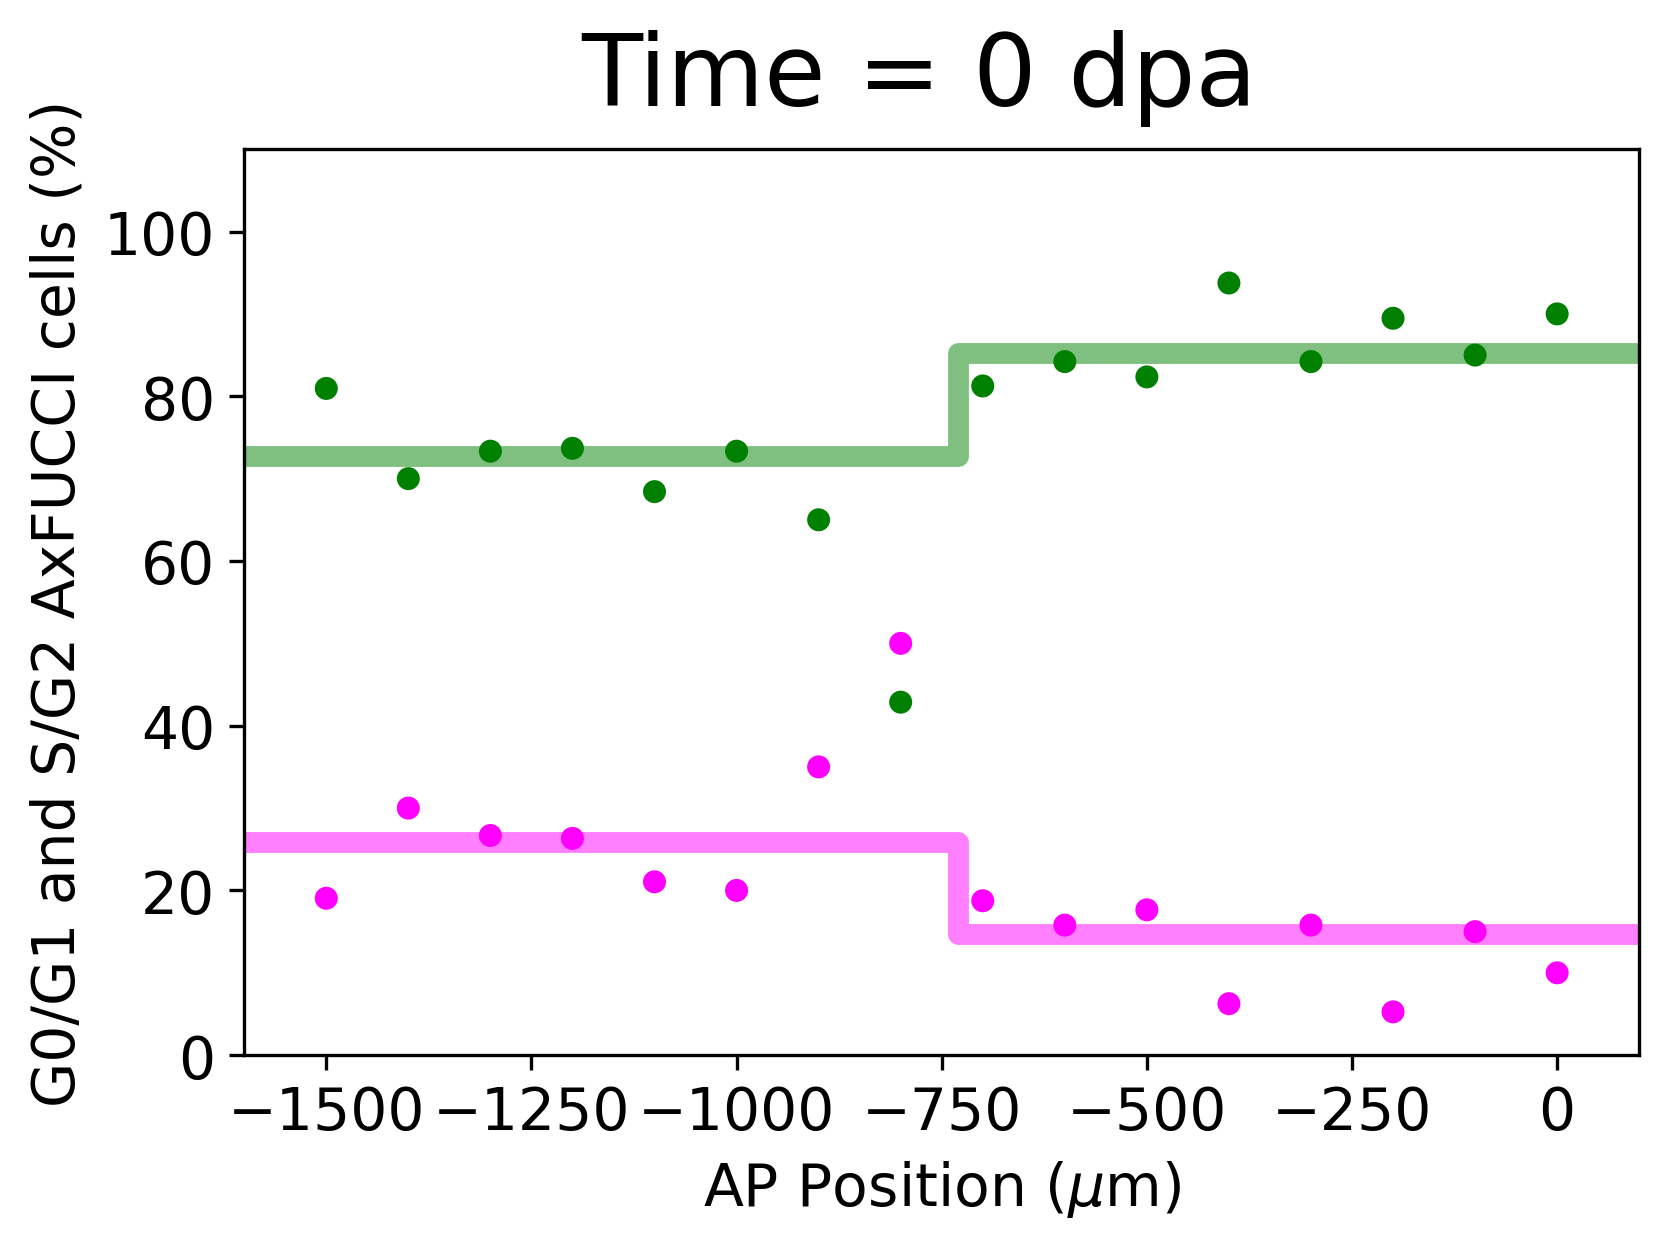 Time = 0 dpa
G0/G1 and S/G2 AxFUCCI cells (%)
100
80
60
40
20
0
−1500 −1250 −1000 −750 −500 −250 0
AP Position (μm)